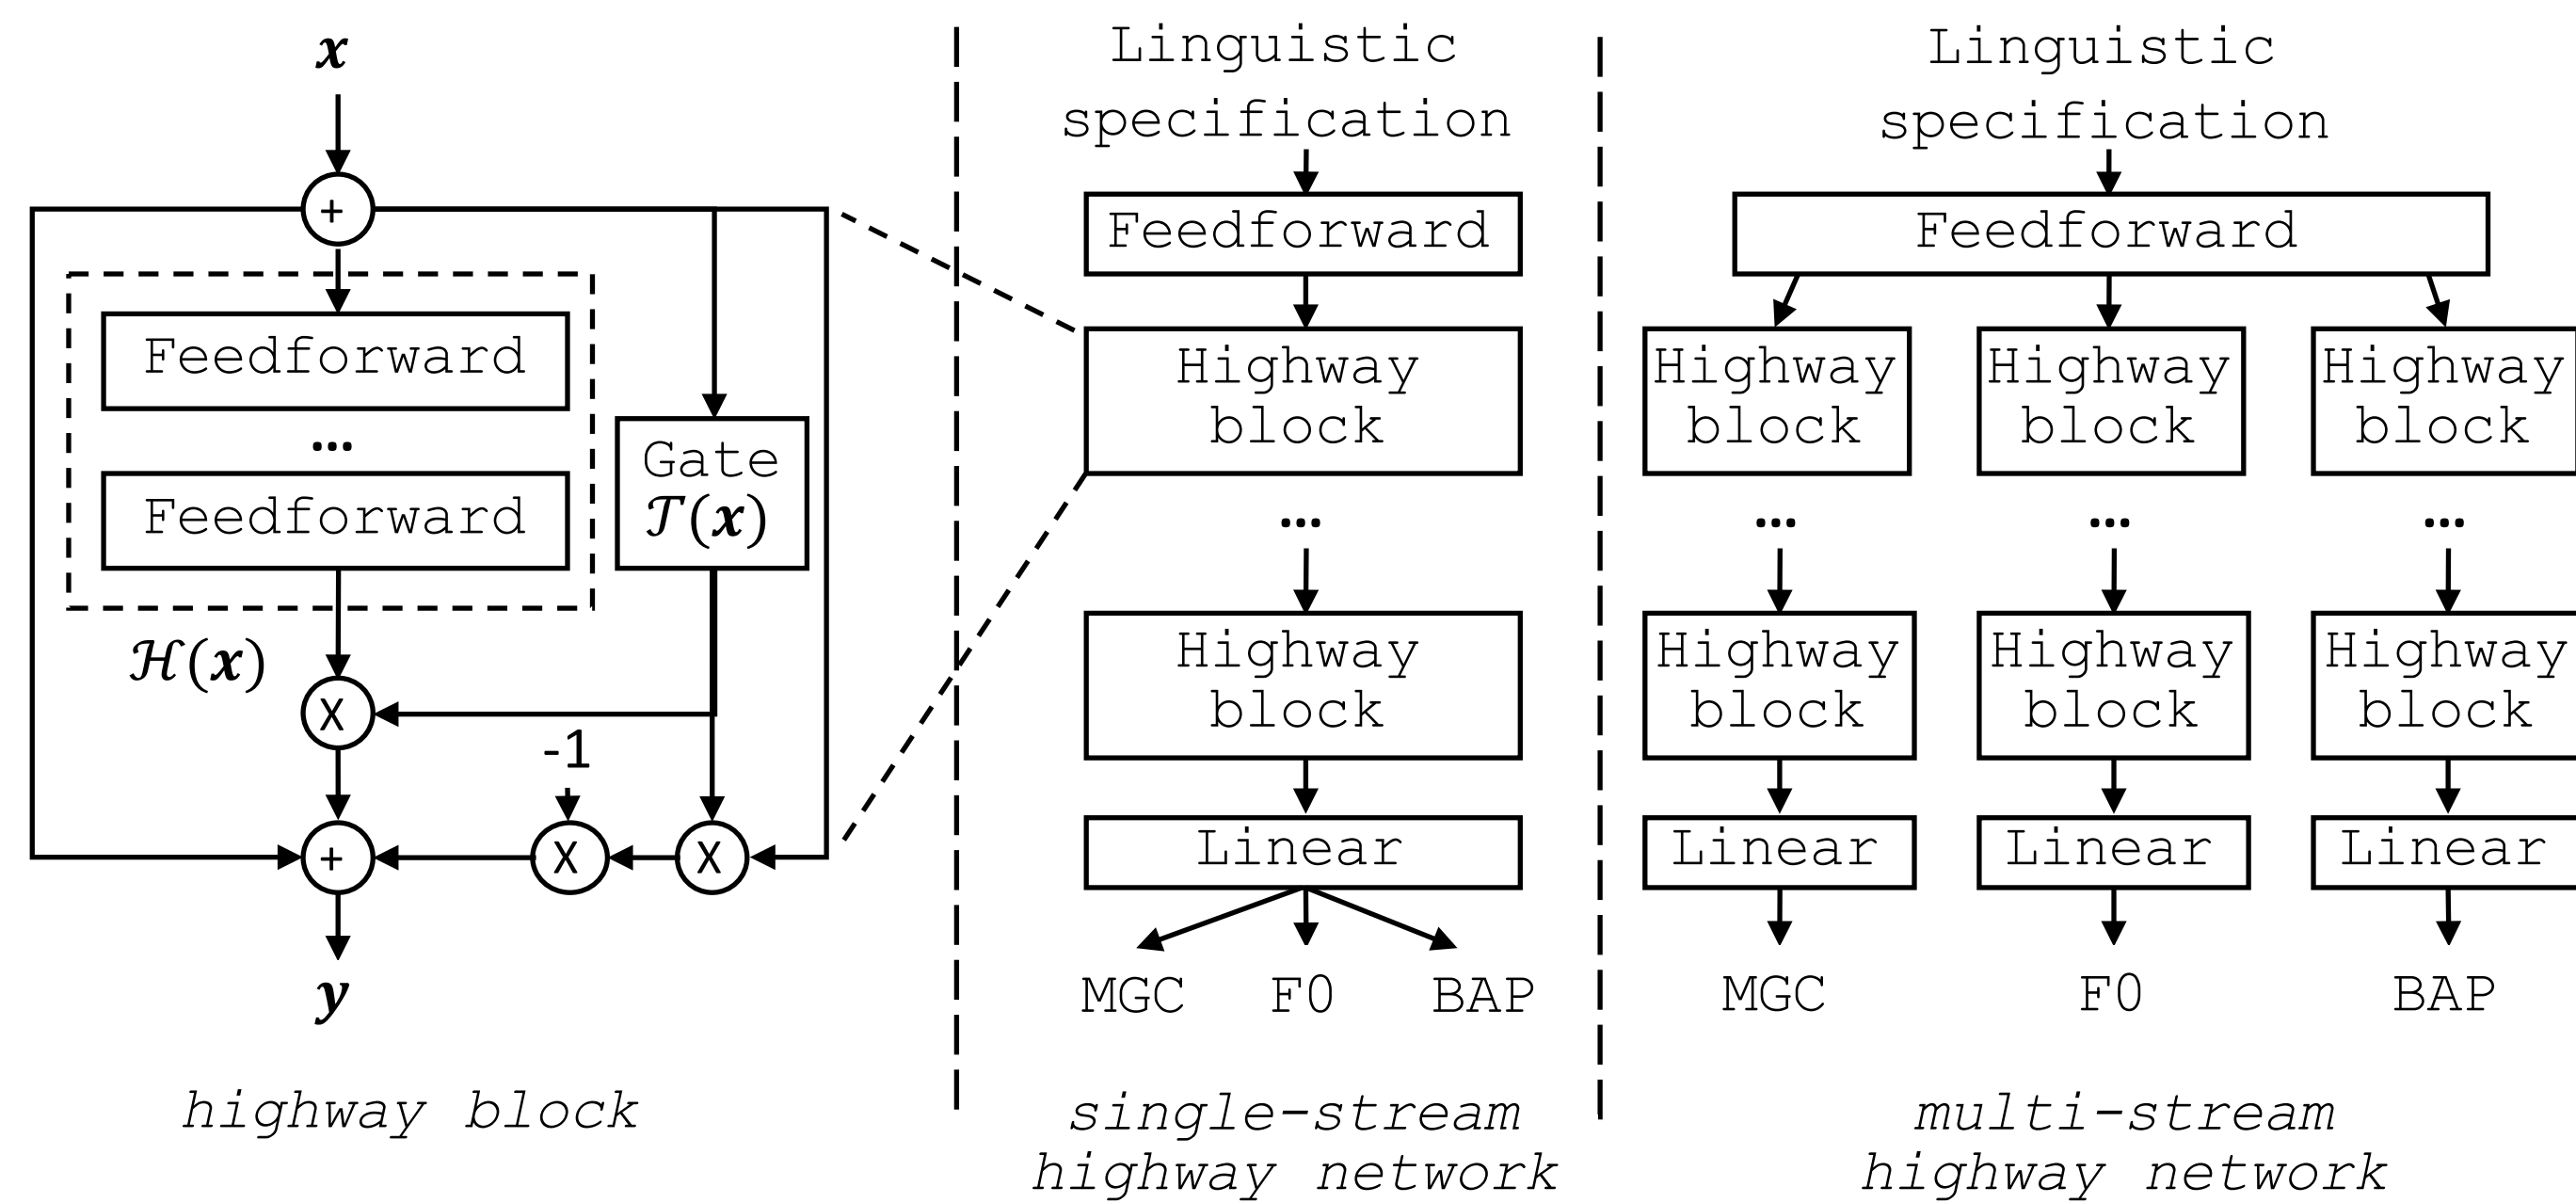 x
+
Feedforward
...
Feedforward
Gate
𝒯(x)
ℋ(x)
X
-1
+
X
X
y
highway block
Linguistic
specification
Feedforward
Highway
block
...
Highway
block
Linear
MGC F0 BAP
single-stream
highway network
Linguistic
specification
Feedforward
Highway Highway Highway
block block block
... ... ...
Highway Highway Highway
block block block
Linear Linear Linear
MGC F0 BAP
multi-stream
highway network